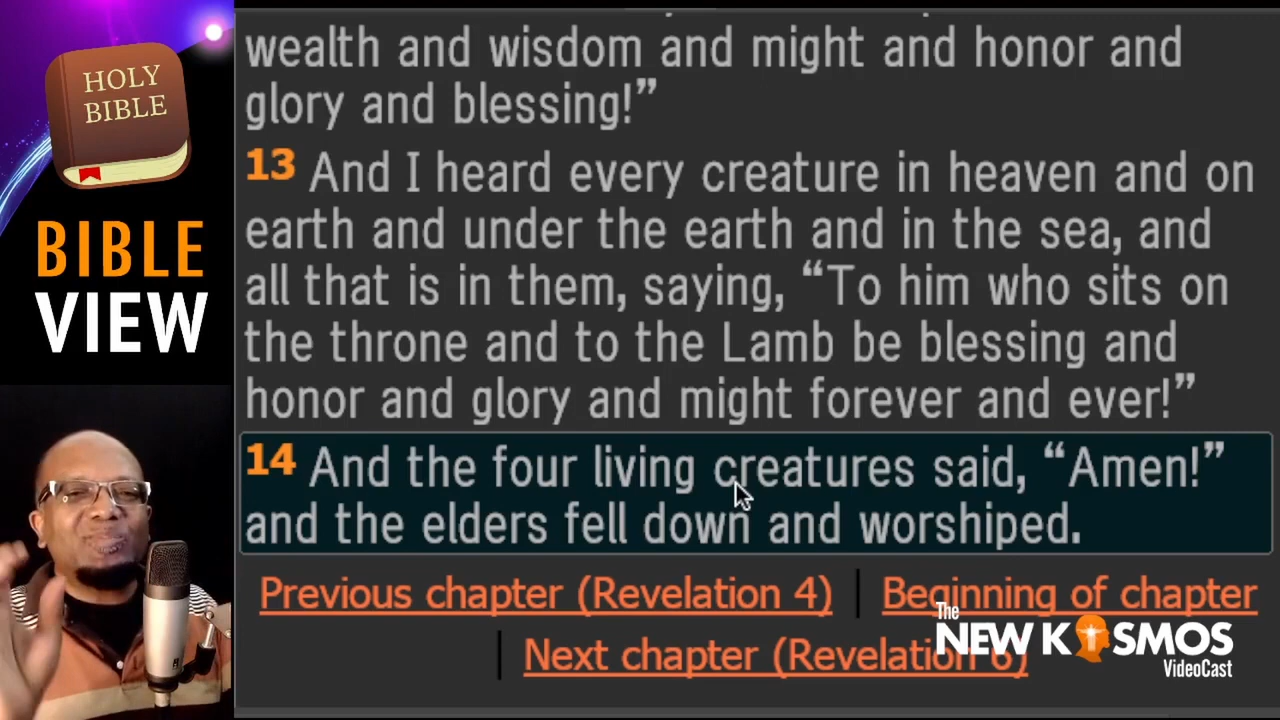 HOLY
BIBLE
BIBLE
VIEW
wealth and wisdom and might and honor and
glory and blessing!”
13 And I heard every creature in heaven and on
earth and under the earth and in the sea, and
all that is in them, saying, “To him who sits on
the throne and to the Lamb be blessing and
honor and glory and might forever and ever!”
14 And the four living creatures said, “Amen!”
and the elders fell down and worshiped.
Previous chapter (Revelation 4) | Beginning of chapter
| Next chapter (Revelation 6)
The
NEW KOSMOS
VideoCast